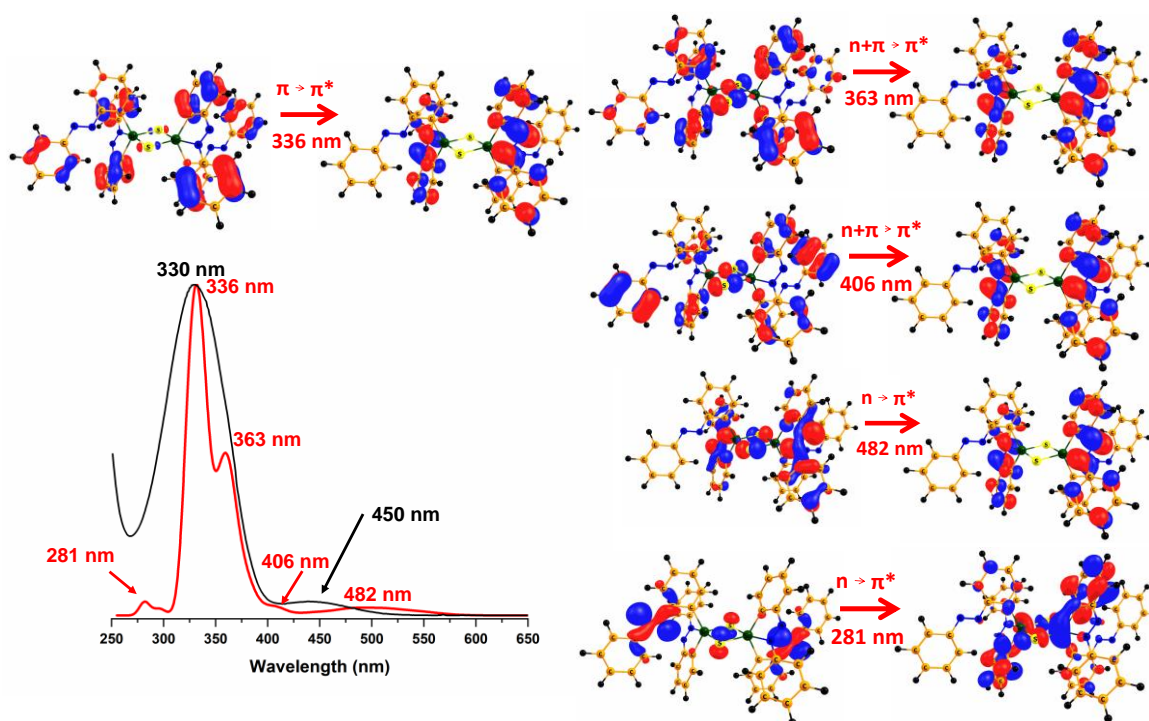 π → π*
336 nm
n+π → π*
363 nm
n+π → π*
406 nm
n → π*
482 nm
n → π*
281 nm
330 nm
336 nm
363 nm
450 nm
281 nm
406 nm
482 nm
250 300 350 400 450 500 550 600 650
Wavelength (nm)